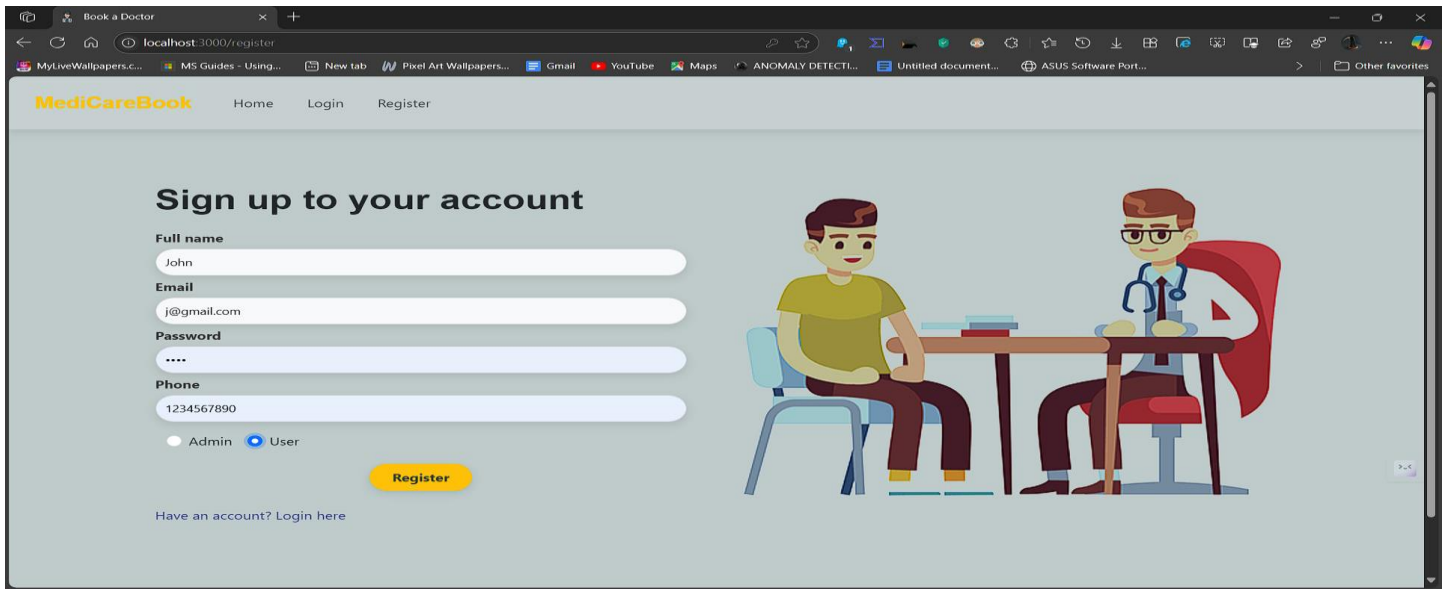 Book a Doctor
localhost:3000/register
MyLiveWallpapers.c... MS Guides - Using... New tab Pixel Art Wallpapers... Gmail YouTube Maps ANOMALY DETECTI... Untitled document... ASUS Software Port... Other favorites
MediCareBook Home Login Register
Sign up to your account
Full name
John
Email
j@gmail.com
Password
••••
Phone
1234567890
Admin User
Register
Have an account? Login here